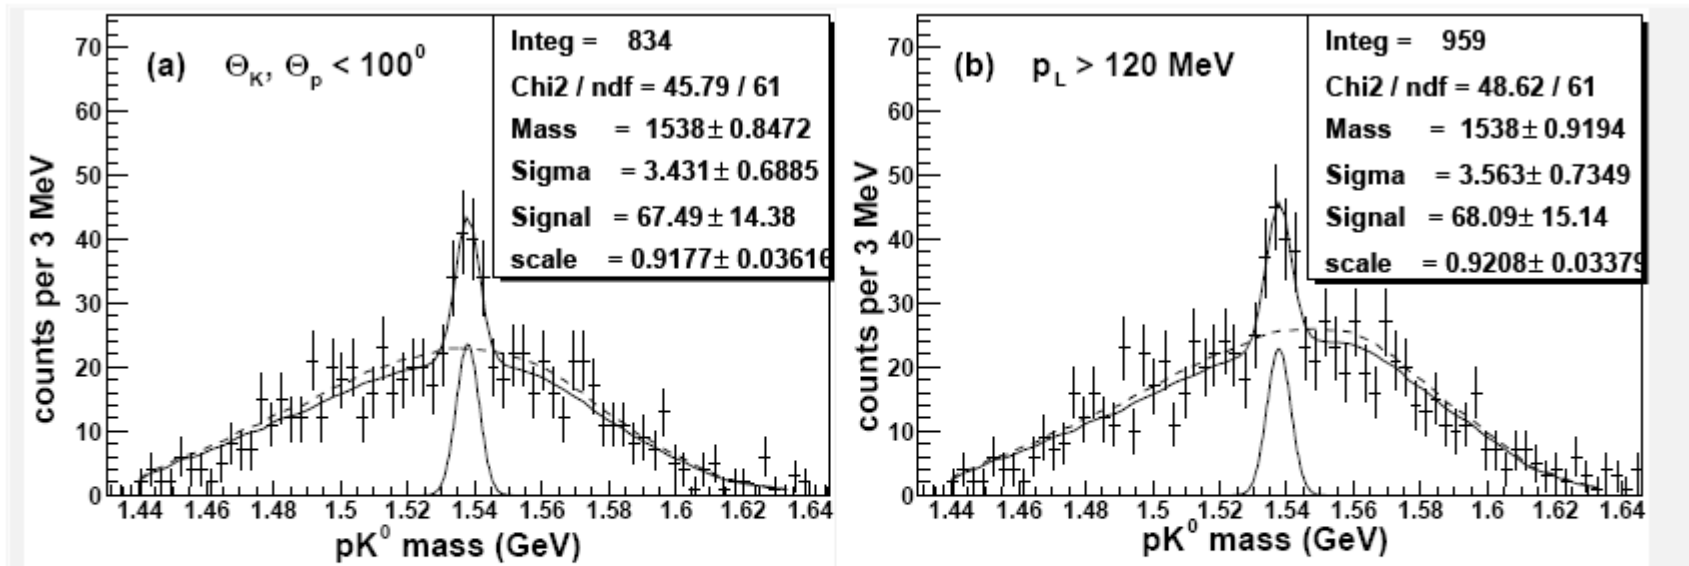 (a) Θ_K, Θ_p < 100⁰
Integ = 834
Chi2 / ndf = 45.79 / 61
Mass = 1538± 0.8472
Sigma = 3.431± 0.6885
Signal = 67.49± 14.38
scale = 0.9177± 0.03616
counts per 3 MeV
70
60
50
40
30
20
10
0
1.44 1.46 1.48 1.5 1.52 1.54 1.56 1.58 1.6 1.62 1.64
pK⁰ mass (GeV)
(b) p_L > 120 MeV
Integ = 959
Chi2 / ndf = 48.62 / 61
Mass = 1538± 0.9194
Sigma = 3.563± 0.7349
Signal = 68.09± 15.14
scale = 0.9208± 0.03379
counts per 3 MeV
70
60
50
40
30
20
10
0
1.44 1.46 1.48 1.5 1.52 1.54 1.56 1.58 1.6 1.62 1.64
pK⁰ mass (GeV)